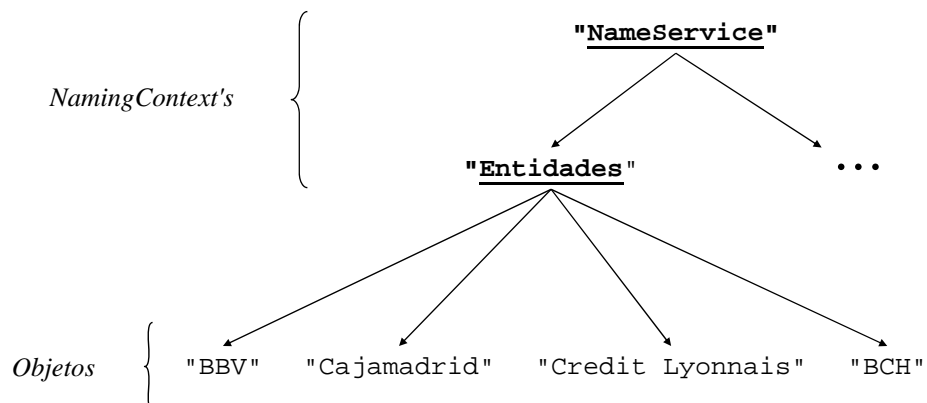 "NameService"
NamingContext's
"Entidades"
...
Objetos
"BBV" "Cajamadrid" "Credit Lyonnais" "BCH"